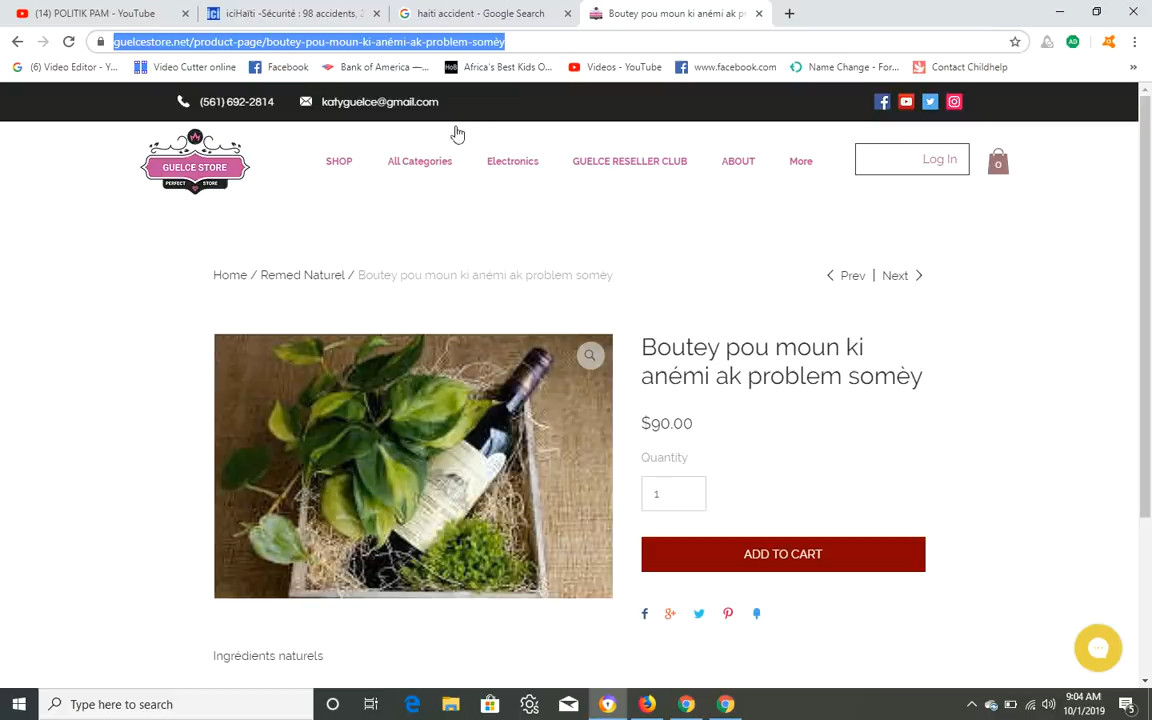 (14) POLITIK PAM - YouTube
iciHaïti -Sécurité : 98 accidents, 2
haiti accident - Google Search
Boutey pou moun ki anémi ak pr
guelcestore.net/product-page/boutey-pou-moun-ki-anémi-ak-problem-somèy
(6) Video Editor - Y...
Video Cutter online
Facebook
Bank of America —...
Africa's Best Kids O...
Videos - YouTube
www.facebook.com
Name Change - For...
Contact Childhelp
(561) 692-2814
katyguelce@gmail.com
GUELCE STORE
PERFECT STORE
SHOP
All Categories
Electronics
GUELCE RESELLER CLUB
ABOUT
More
Log In
0
Home / Remed Naturel / Boutey pou moun ki anémi ak problem somèy
Prev | Next
Boutey pou moun ki
anémi ak problem somèy
$90.00
Quantity
1
ADD TO CART
Ingrédients naturels
Type here to search
9:04 AM
10/1/2019
5